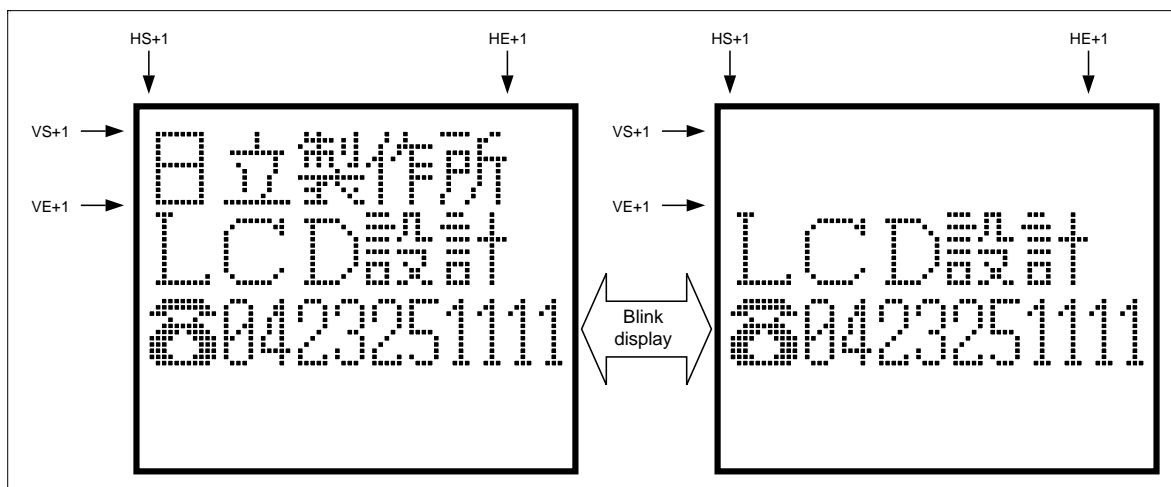 HS+1 HE+1 HS+1 HE+1
VS+1 VS+1
日立製作所
VE+1 VE+1
LCD設計 LCD設計
Blink
display
☎0423251111 ☎0423251111